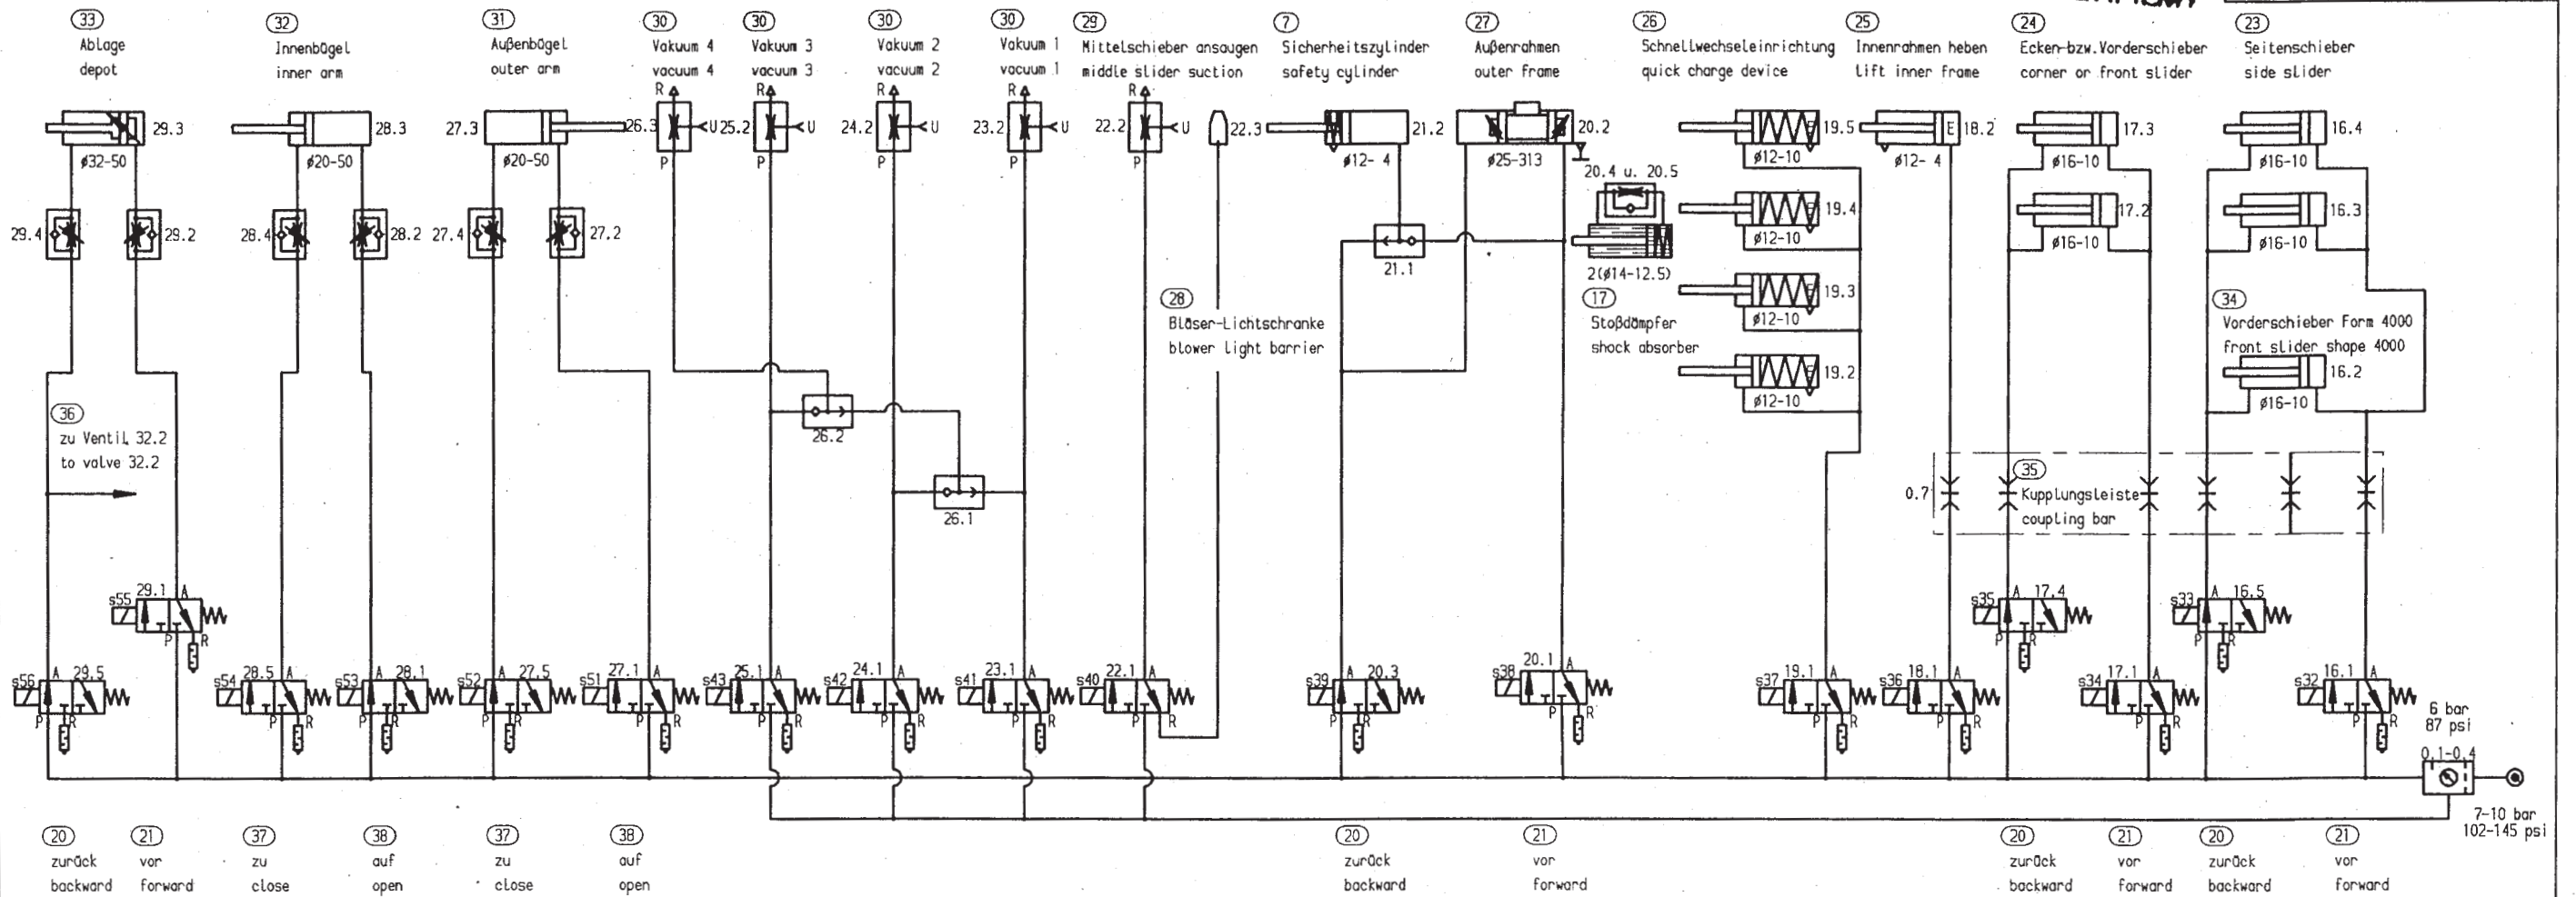 33
Ablage
depot
32
Innenbügel
inner arm
31
Außenbügel
outer arm
30
Vakuum 4
vacuum 4
30
Vakuum 3
vacuum 3
30
Vakuum 2
vacuum 2
30
Vakuum 1
vacuum 1
29
Mittelschieber ansaugen
middle slider suction
7
Sicherheitszylinder
safety cylinder
27
Außenrahmen
outer frame
26
Schnellwechseleinrichtung
quick charge device
25
Innenrahmen heben
lift inner frame
24
Ecken-bzw.Vorderschieber
corner or front slider
23
Seitenschieber
side slider
R
R
R
R
R
29.3
28.3
27.3
26.3
U
25.2
U
24.2
U
23.2
U
22.2
U
22.3
21.2
20.2
19.5
E
18.2
17.3
16.4
P
P
P
P
P
ø32-50
ø20-50
ø20-50
ø12- 4
ø25-313
ø12-10
ø12- 4
ø16-10
ø16-10
20.4 u. 20.5
29.4
29.2
28.4
28.2
27.4
27.2
19.4
17.2
16.3
ø12-10
ø16-10
ø16-10
21.1
2(ø14-12.5)
28
Bläser-Lichtschranke
blower light barrier
17
Stoßdämpfer
shock absorber
19.3
ø12-10
34
Vorderschieber Form 4000
front slider shape 4000
19.2
ø12-10
16.2
ø16-10
36
zu Ventil 32.2
to valve 32.2
26.2
26.1
0.7
35
Kupplungsleiste
coupling bar
s55
29.1
A
P
R
s35
A
17.4
P
R
s33
A
16.5
P
R
s56
A
29.5
P
R
s54
28.5
A
P
R
s53
A
28.1
P
R
s52
A
27.5
P
R
s51
27.1
A
P
R
s43
25.1
A
P
R
s42
24.1
A
P
R
s41
23.1
A
P
R
s40
22.1
A
P
R
s39
A
20.3
P
R
s38
20.1
A
P
R
s37
19.1
A
P
R
s36
18.1
A
P
R
s34
17.1
A
P
R
s32
16.1
A
P
R
6 bar
87 psi
0.1-0.4
7-10 bar
102-145 psi
20
zurück
backward
21
vor
forward
37
zu
close
38
auf
open
37
zu
close
38
auf
open
20
zurück
backward
21
vor
forward
20
zurück
backward
21
vor
forward
20
zurück
backward
21
vor
forward